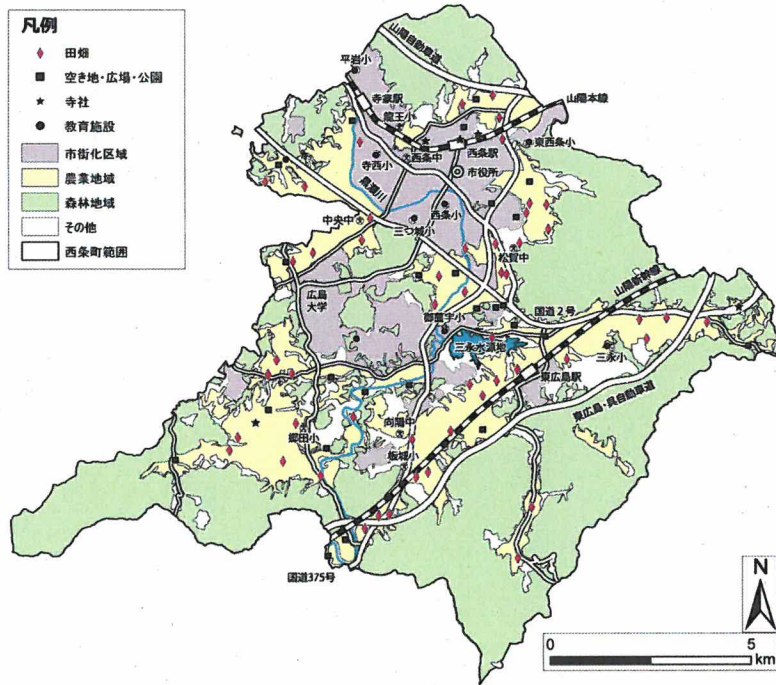 凡例
田畑
空き地・広場・公園
寺社
教育施設
市街化区域
農業地域
森林地域
その他
西条町範囲
山陽自動車道
平岩小
寺家駅
龍王小
山陽本線
西条中
西条駅
東西条小
寺西小
市役所
黒瀬川
西条小
中央中
三つ城小
松賀中
広島
大学
山陽新幹線
国道2号
御薗宇小
三永水源地
三永小
東広島駅
東広島・呉自動車道
向陽中
郷田小
板城小
国道375号
N
0
5
km